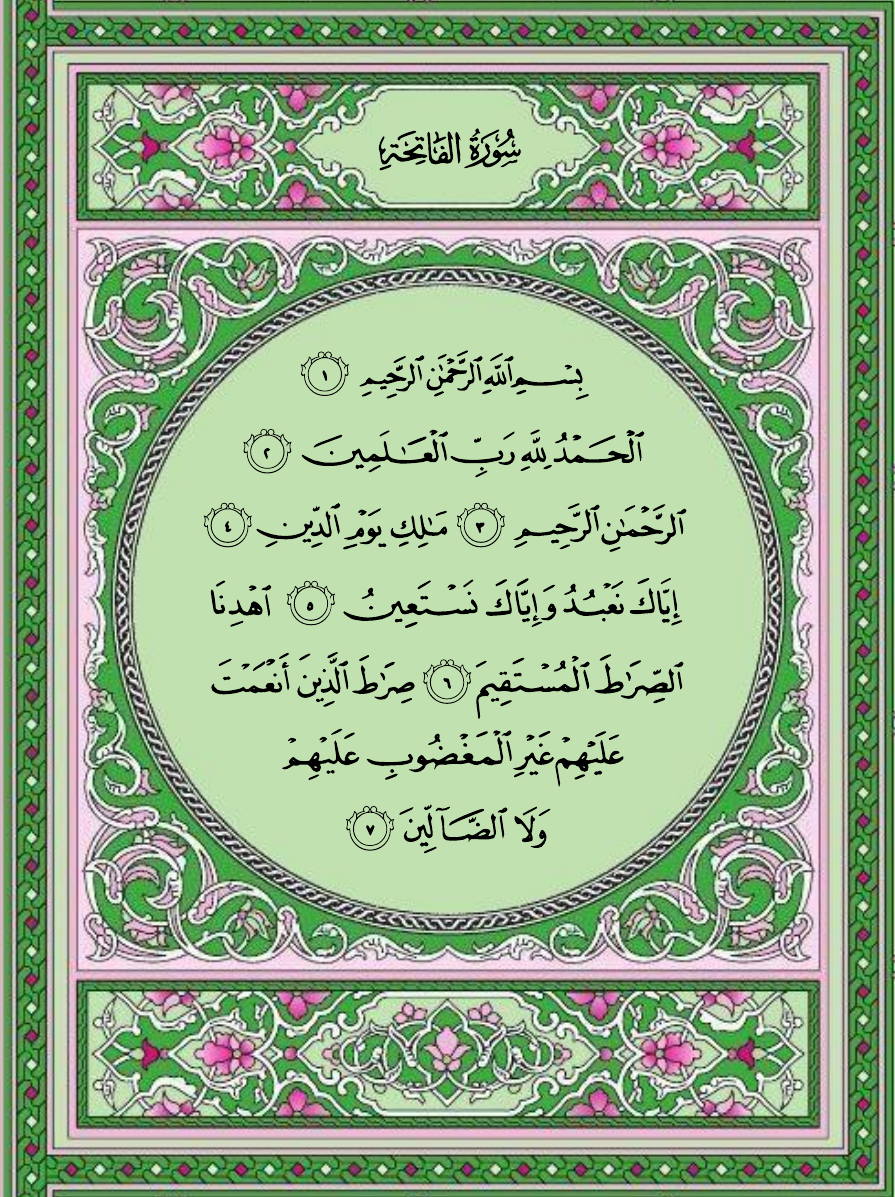 سُورَةُ الفَاتِحَةِ
بِسْمِ ٱللَّهِ ٱلرَّحْمَٰنِ ٱلرَّحِيمِ ١
ٱلْحَمْدُ لِلَّهِ رَبِّ ٱلْعَٰلَمِينَ ٢
ٱلرَّحْمَٰنِ ٱلرَّحِيمِ ٣ مَٰلِكِ يَوْمِ ٱلدِّينِ ٤
إِيَّاكَ نَعْبُدُ وَإِيَّاكَ نَسْتَعِينُ ٥ ٱهْدِنَا
ٱلصِّرَٰطَ ٱلْمُسْتَقِيمَ ٦ صِرَٰطَ ٱلَّذِينَ أَنْعَمْتَ
عَلَيْهِمْ غَيْرِ ٱلْمَغْضُوبِ عَلَيْهِمْ
وَلَا ٱلضَّآلِّينَ ٧